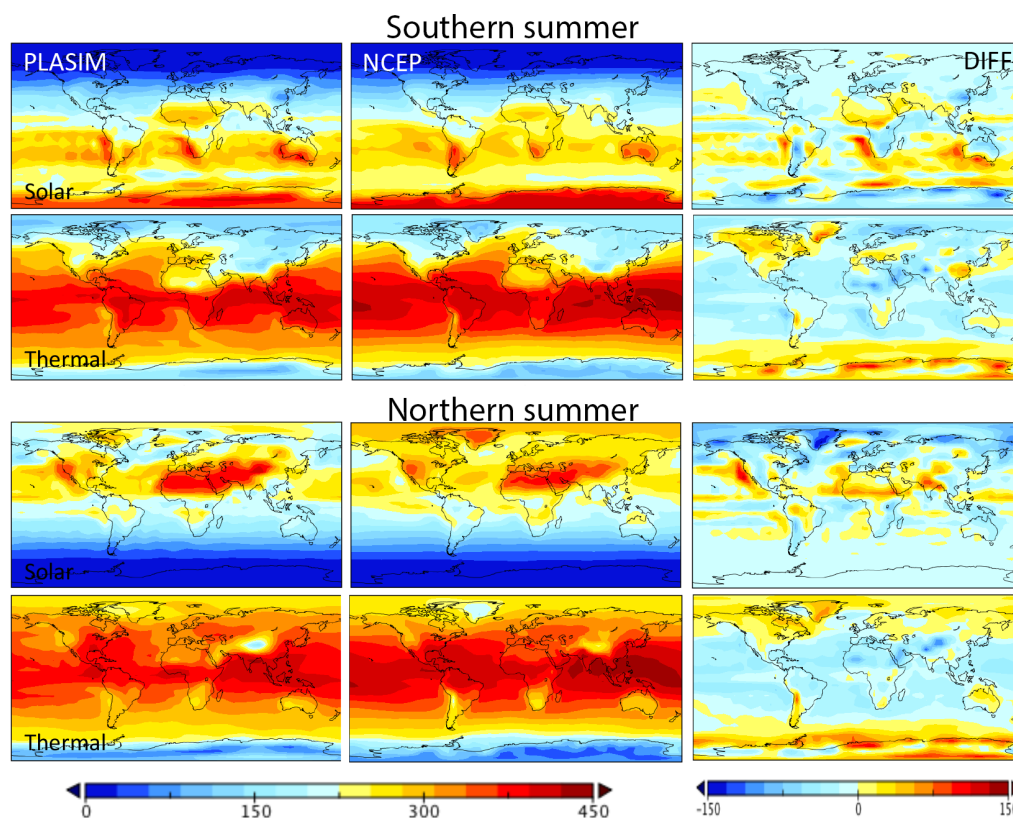 Southern summer
PLASIM NCEP DIFF
Solar
Thermal
Northern summer
Solar
Thermal
0 150 300 450 -150 0 150